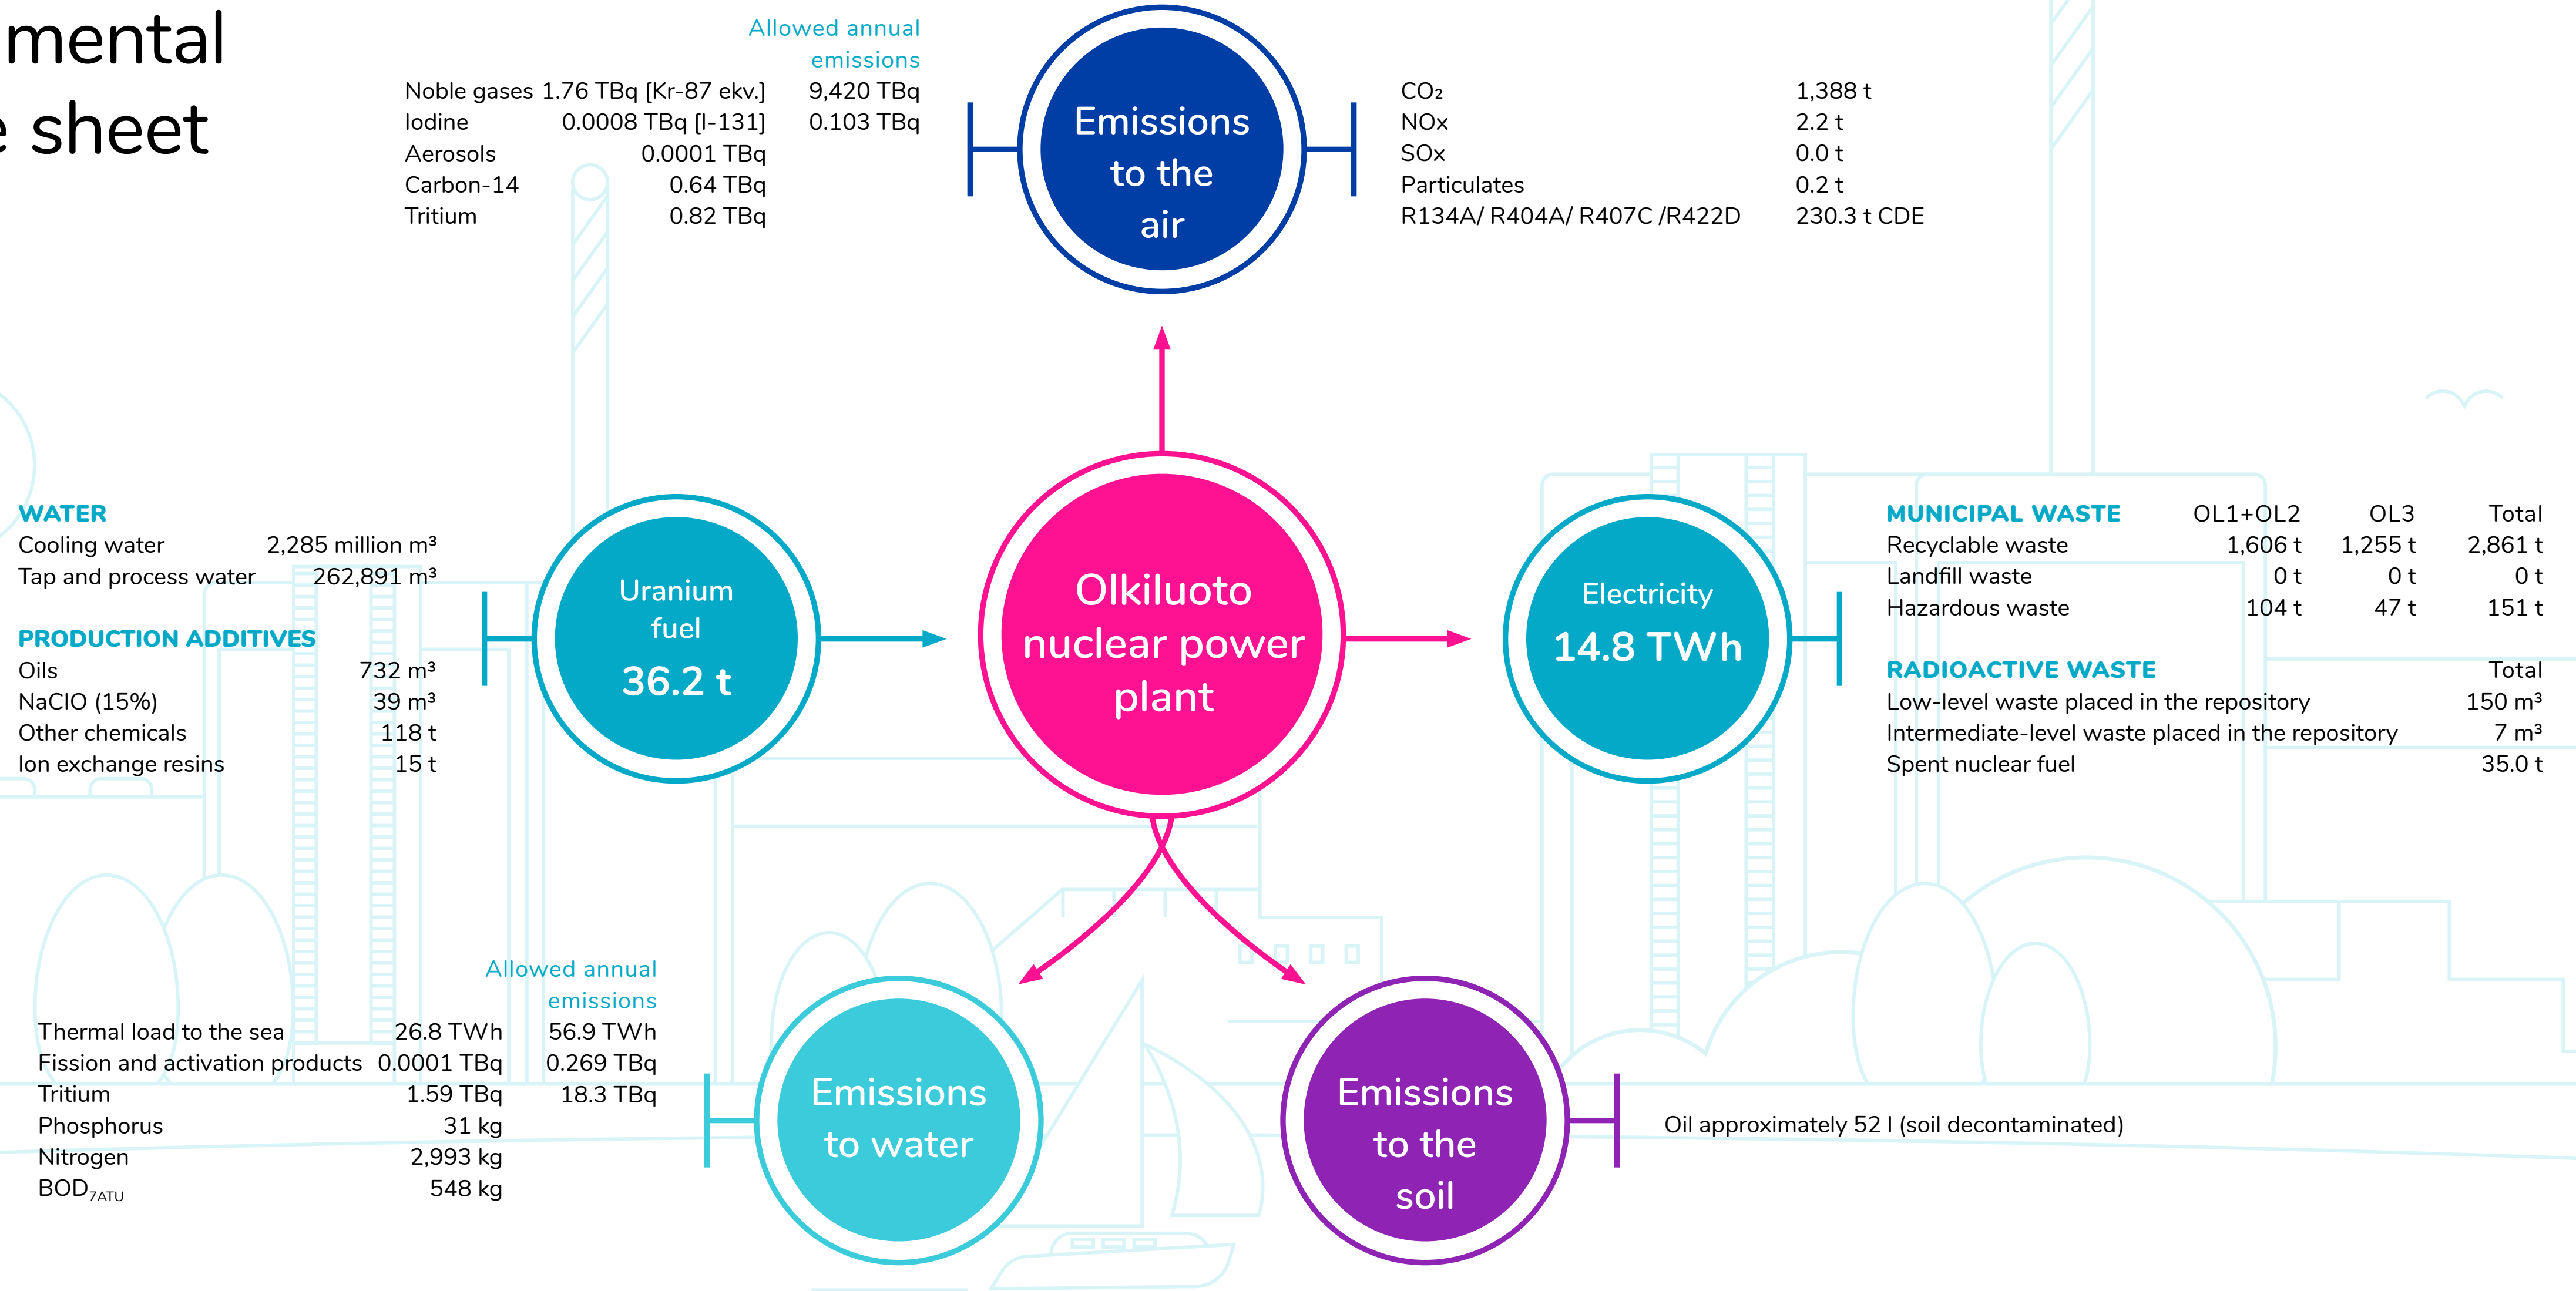 mental
e sheet
Allowed annual
emissions
Noble gases 1.76 TBq [Kr-87 ekv.] 9,420 TBq
Iodine 0.0008 TBq [I-131] 0.103 TBq
Aerosols 0.0001 TBq
Carbon-14 0.64 TBq
Tritium 0.82 TBq
Emissions
to the
air
CO₂ 1,388 t
NOx 2.2 t
SOx 0.0 t
Particulates 0.2 t
R134A/ R404A/ R407C /R422D 230.3 t CDE
WATER
Cooling water 2,285 million m³
Tap and process water 262,891 m³
PRODUCTION ADDITIVES
Oils 732 m³
NaClO (15%) 39 m³
Other chemicals 118 t
Ion exchange resins 15 t
Uranium
fuel
36.2 t
Olkiluoto
nuclear power
plant
Electricity
14.8 TWh
MUNICIPAL WASTE OL1+OL2 OL3 Total
Recyclable waste 1,606 t 1,255 t 2,861 t
Landfill waste 0 t 0 t 0 t
Hazardous waste 104 t 47 t 151 t
RADIOACTIVE WASTE Total
Low-level waste placed in the repository 150 m³
Intermediate-level waste placed in the repository 7 m³
Spent nuclear fuel 35.0 t
Allowed annual
emissions
Thermal load to the sea 26.8 TWh 56.9 TWh
Fission and activation products 0.0001 TBq 0.269 TBq
Tritium 1.59 TBq 18.3 TBq
Phosphorus 31 kg
Nitrogen 2,993 kg
BOD7ATU 548 kg
Emissions
to water
Emissions
to the
soil
Oil approximately 52 l (soil decontaminated)